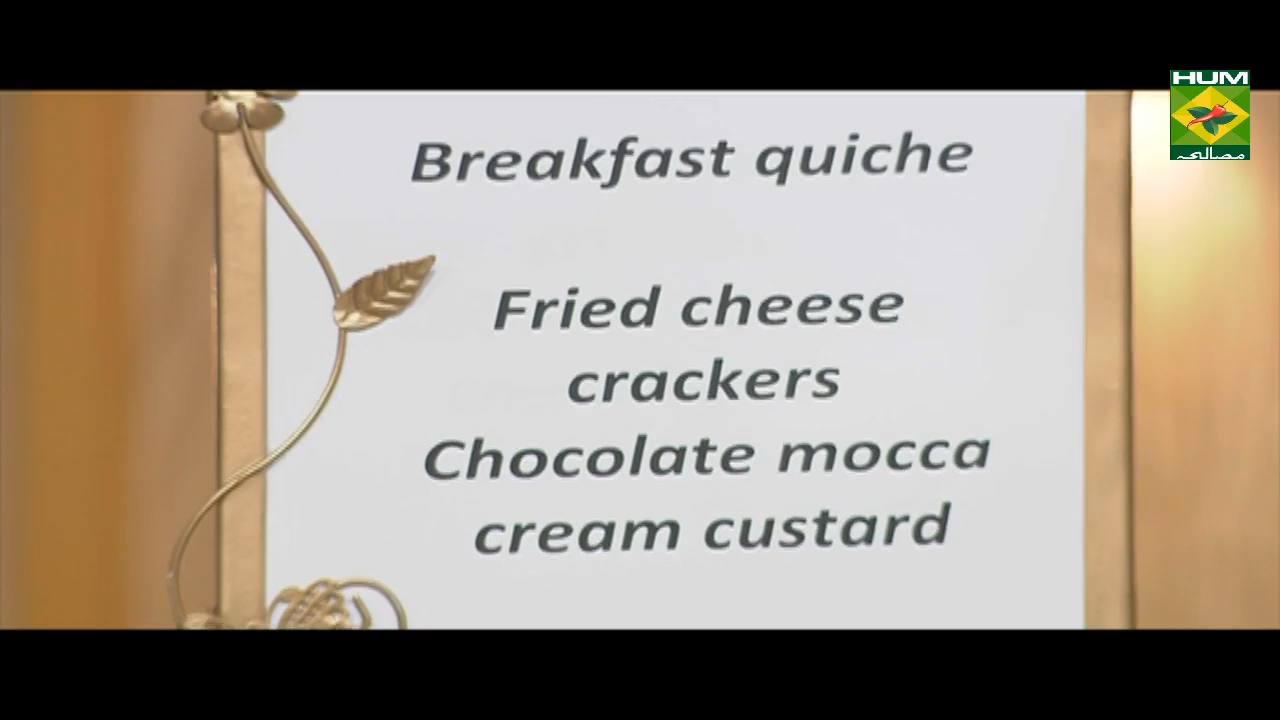 HUM
مصالحہ
Breakfast quiche
Fried cheese
crackers
Chocolate mocca
cream custard